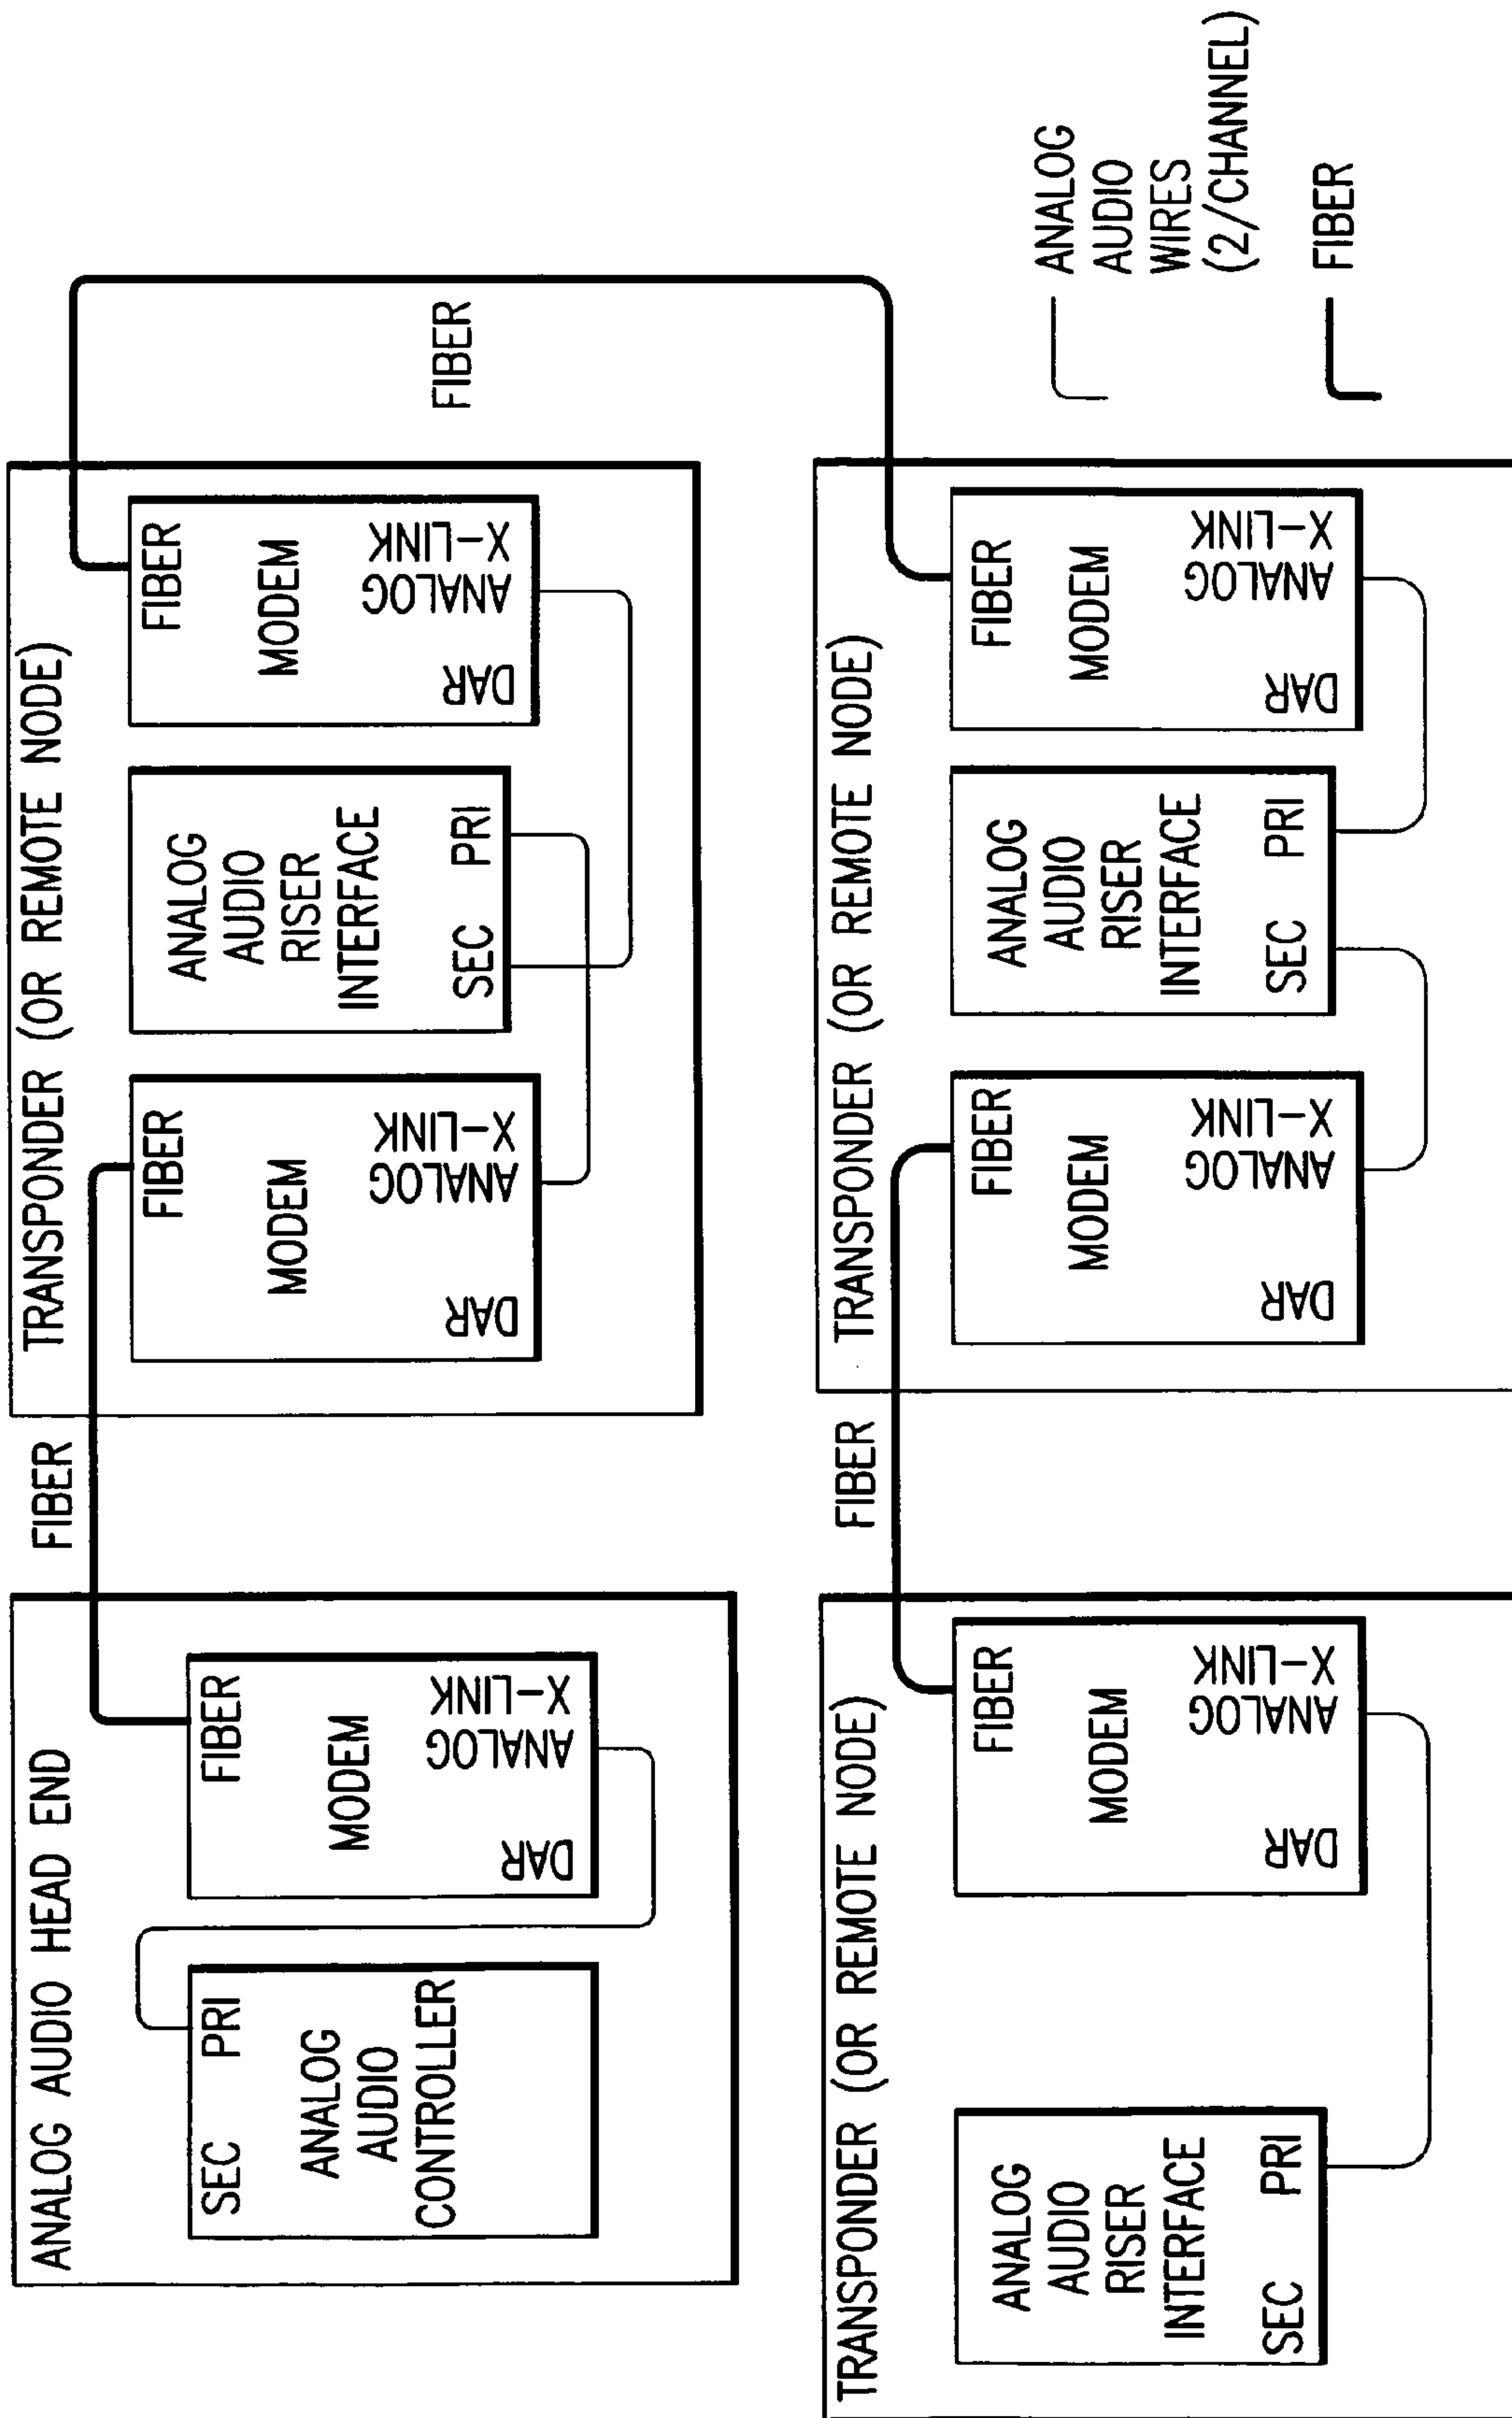 ANALOG AUDIO HEAD END
SEC PRI
ANALOG
AUDIO
CONTROLLER
FIBER
MODEM
DAR
ANALOG
X-LINK
FIBER
TRANSPONDER (OR REMOTE NODE)
FIBER
MODEM
DAR
ANALOG
X-LINK
ANALOG
AUDIO
RISER
INTERFACE
SEC PRI
FIBER
MODEM
DAR
ANALOG
X-LINK
FIBER
TRANSPONDER (OR REMOTE NODE)
ANALOG
AUDIO
RISER
INTERFACE
SEC PRI
FIBER
MODEM
DAR
ANALOG
X-LINK
FIBER
TRANSPONDER (OR REMOTE NODE)
FIBER
MODEM
DAR
ANALOG
X-LINK
ANALOG
AUDIO
RISER
INTERFACE
SEC PRI
FIBER
MODEM
DAR
ANALOG
X-LINK
ANALOG
AUDIO
WIRES
(2/CHANNEL)
FIBER